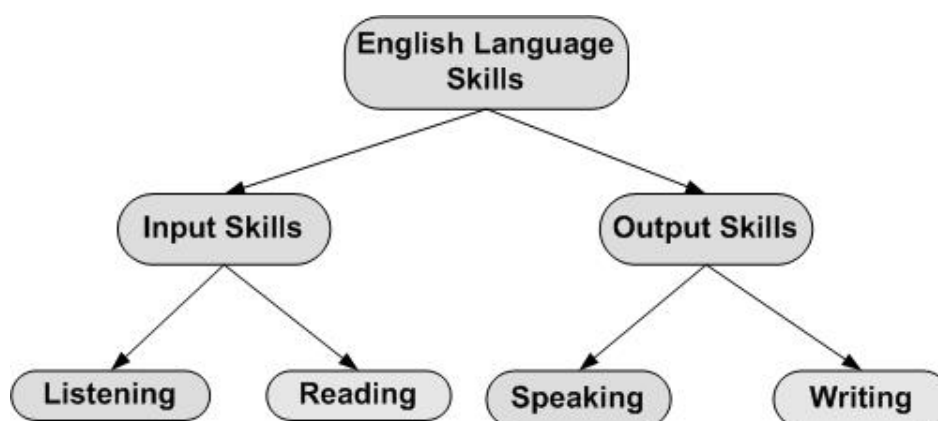 English Language
Skills
Input Skills
Output Skills
Listening
Reading
Speaking
Writing